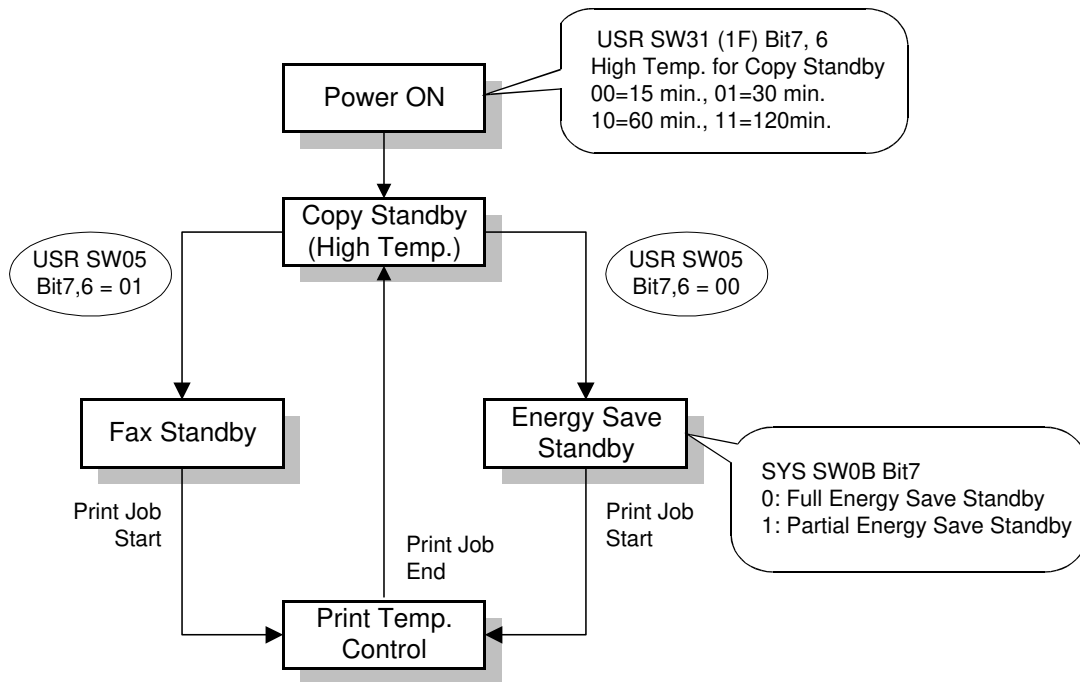 USR SW31 (1F) Bit7, 6
High Temp. for Copy Standby
00=15 min., 01=30 min.
10=60 min., 11=120min.
Power ON
Copy Standby
(High Temp.)
USR SW05
Bit7,6 = 01
USR SW05
Bit7,6 = 00
Fax Standby
Energy Save
Standby
SYS SW0B Bit7
0: Full Energy Save Standby
1: Partial Energy Save Standby
Print Job
Start
Print Job
End
Print Job
Start
Print Temp.
Control